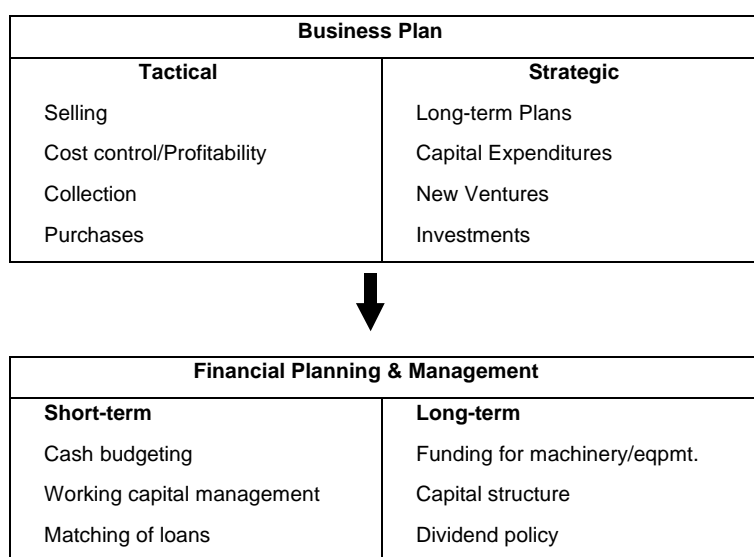 Business Plan
Tactical
Strategic
Selling
Long-term Plans
Cost control/Profitability
Capital Expenditures
Collection
New Ventures
Purchases
Investments
Financial Planning & Management
Short-term
Long-term
Cash budgeting
Funding for machinery/eqpmt.
Working capital management
Capital structure
Matching of loans
Dividend policy